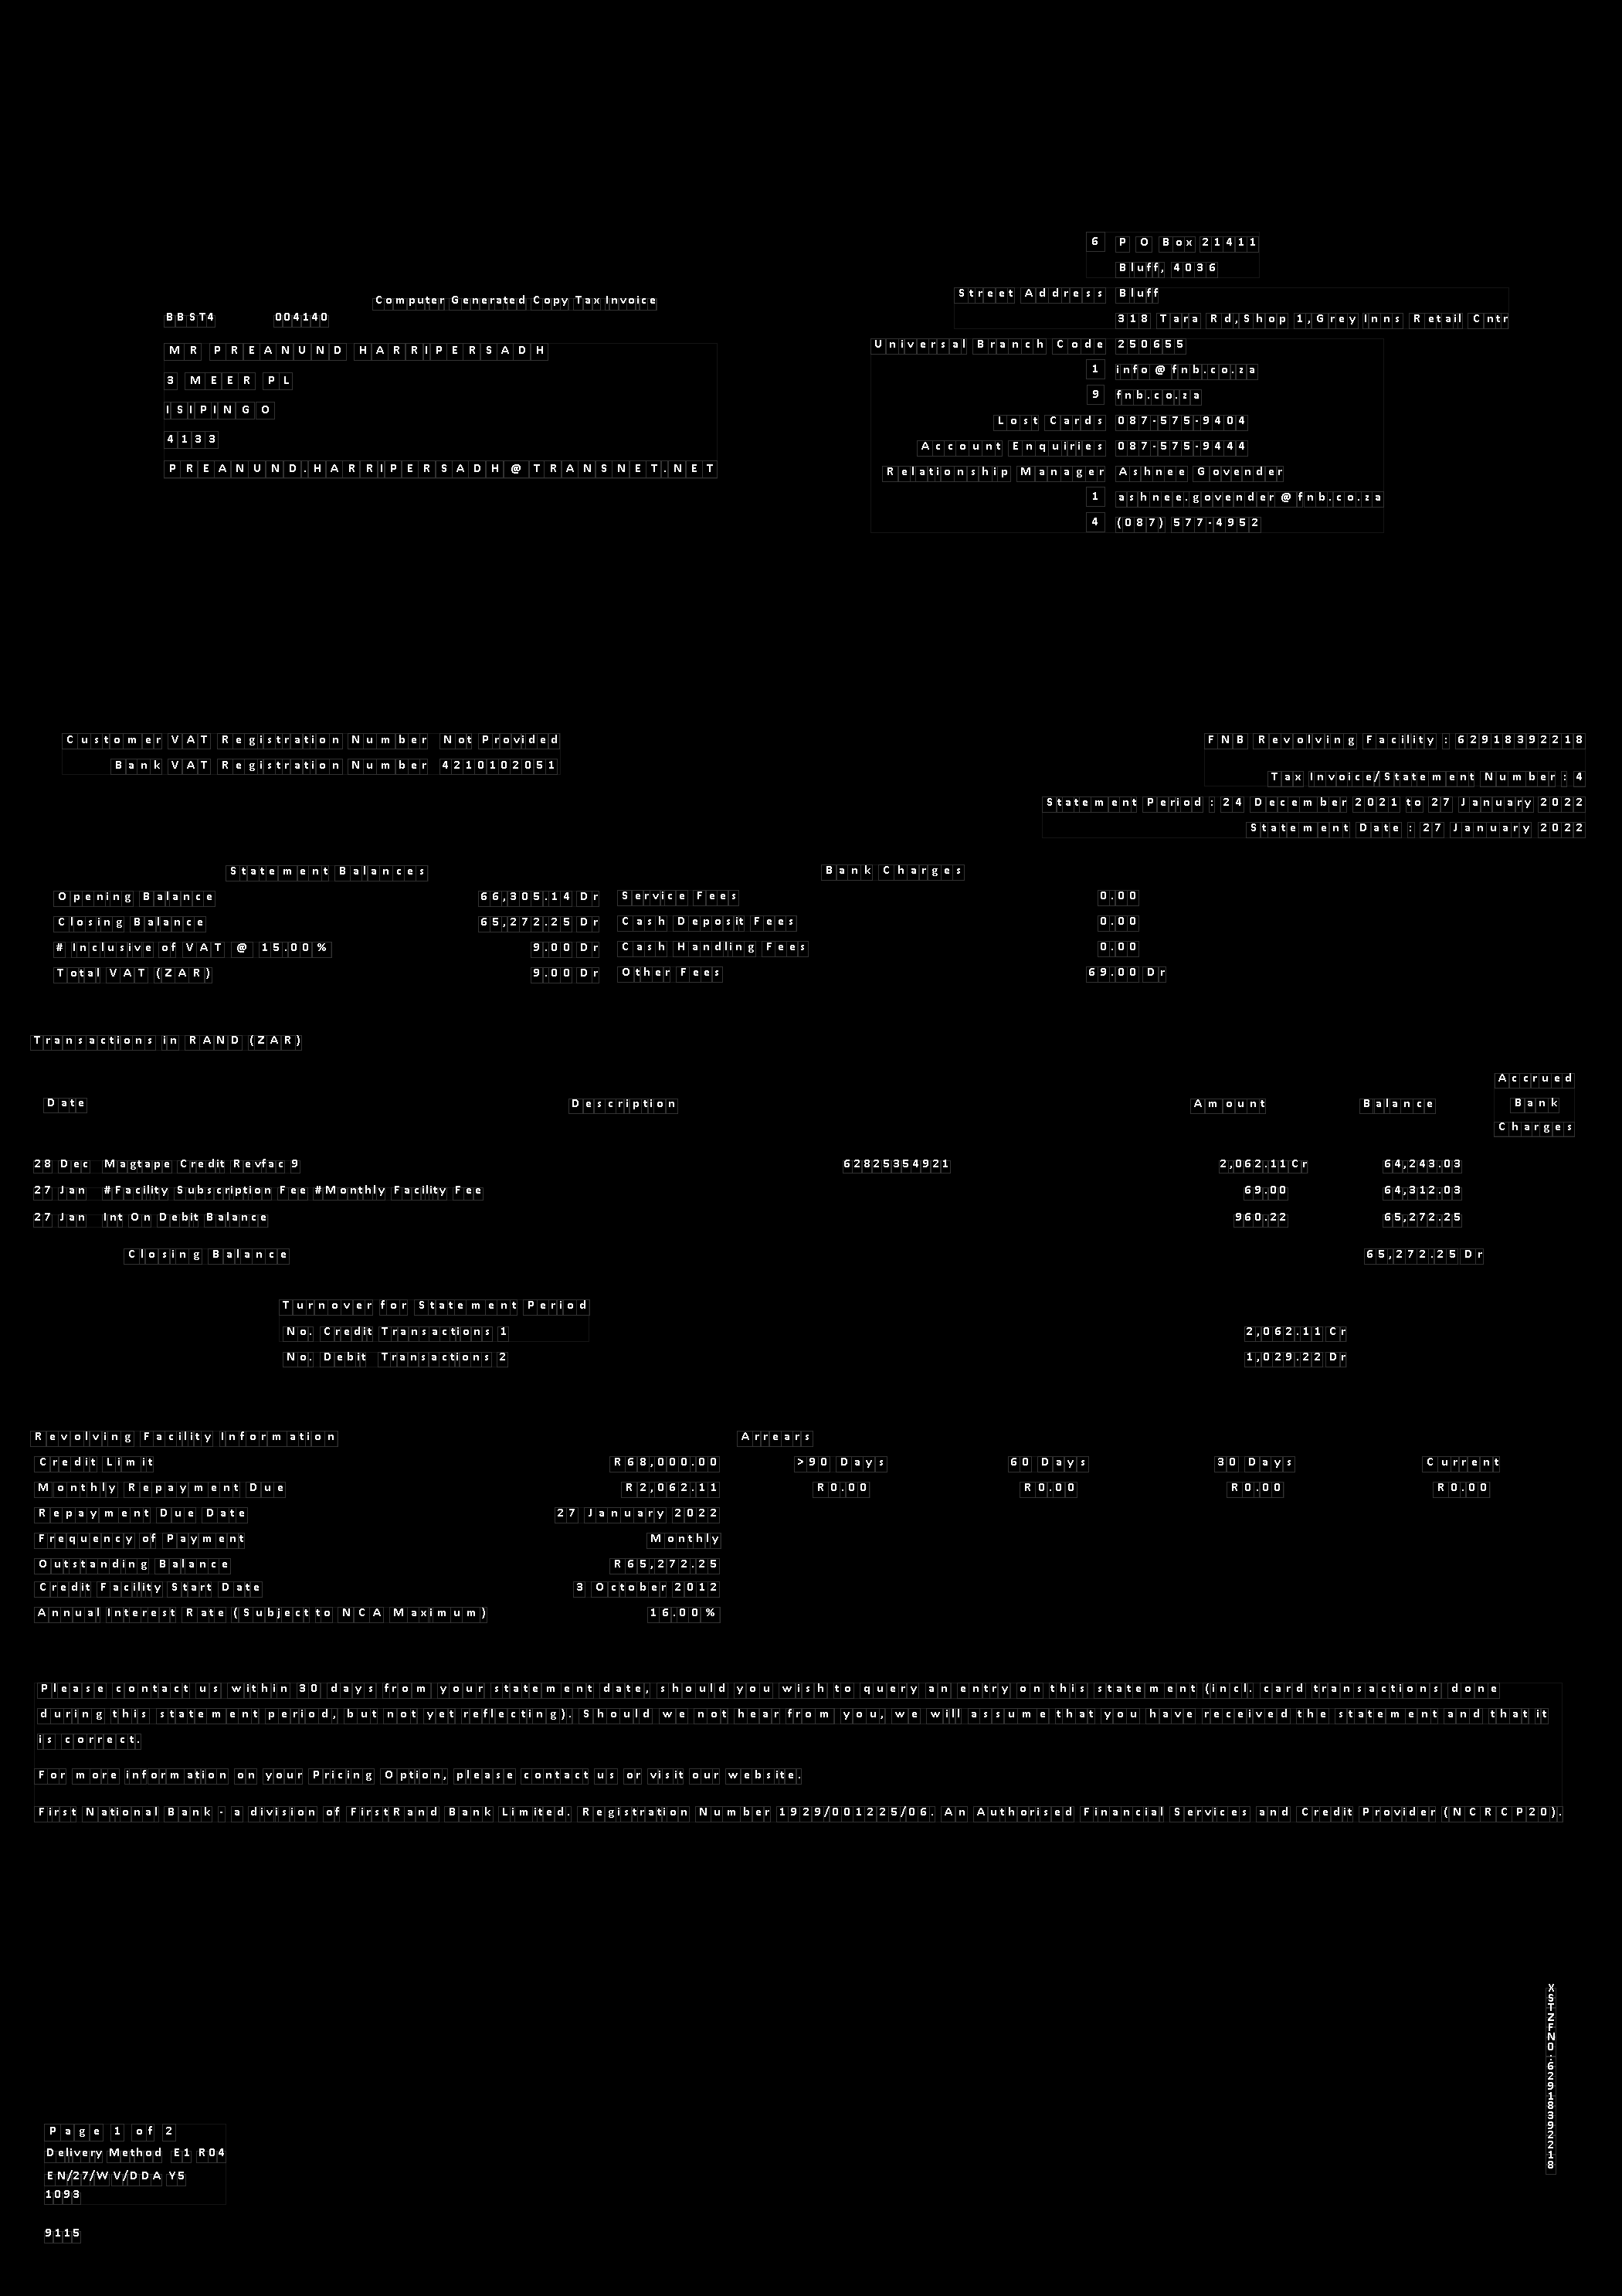 6 P O Box 21411
Bluff, 4036
Street Address Bluff
318 Tara Rd,Shop 1,Grey Inns Retail Cntr
Universal Branch Code 250655
1 info@fnb.co.za
9 fnb.co.za
Lost Cards 087-575-9404
Account Enquiries 087-575-9444
Relationship Manager Ashnee Govender
1 ashnee.govender@fnb.co.za
4 (087) 577-4952
Computer Generated Copy Tax Invoice
BBST4 004140
MR PREANUND HARRIPERSADH
3 MEER PL
ISIPINGO
4133
PREANUND.HARRIPERSADH@TRANSNET.NET
Customer VAT Registration Number Not Provided
Bank VAT Registration Number 4210102051
FNB Revolving Facility : 62918392218
Tax Invoice/Statement Number : 4
Statement Period : 24 December 2021 to 27 January 2022
Statement Date : 27 January 2022
Statement Balances Bank Charges
Opening Balance 66,305.14 Dr Service Fees 0.00
Closing Balance 65,272.25 Dr Cash Deposit Fees 0.00
# Inclusive of VAT @ 15.00% 9.00 Dr Cash Handling Fees 0.00
Total VAT (ZAR) 9.00 Dr Other Fees 69.00 Dr
Transactions in RAND (ZAR)
Date Description Amount Balance Accrued
Bank
Charges
28 Dec Magtape Credit Revfac 9 62825354921 2,062.11 Cr 64,243.03
27 Jan #Facility Subscription Fee #Monthly Facility Fee 69.00 64,312.03
27 Jan Int On Debit Balance 960.22 65,272.25
Closing Balance 65,272.25 Dr
Turnover for Statement Period
No. Credit Transactions 1 2,062.11 Cr
No. Debit Transactions 2 1,029.22 Dr
Revolving Facility Information Arrears
Credit Limit R68,000.00 >90 Days 60 Days 30 Days Current
Monthly Repayment Due R2,062.11 R0.00 R0.00 R0.00 R0.00
Repayment Due Date 27 January 2022
Frequency of Payment Monthly
Outstanding Balance R65,272.25
Credit Facility Start Date 3 October 2012
Annual Interest Rate (Subject to NCA Maximum) 16.00%
Please contact us within 30 days from your statement date, should you wish to query an entry on this statement (incl. card transactions done
during this statement period, but not yet reflecting). Should we not hear from you, we will assume that you have received the statement and that it
is correct.
For more information on your Pricing Option, please contact us or visit our website.
First National Bank - a division of FirstRand Bank Limited. Registration Number 1929/001225/06. An Authorised Financial Services and Credit Provider (NCRCP20).
XSTZFN0:62918392218
Page 1 of 2
Delivery Method E1 R04
EN/27/WV/DDA Y5
1093
9115